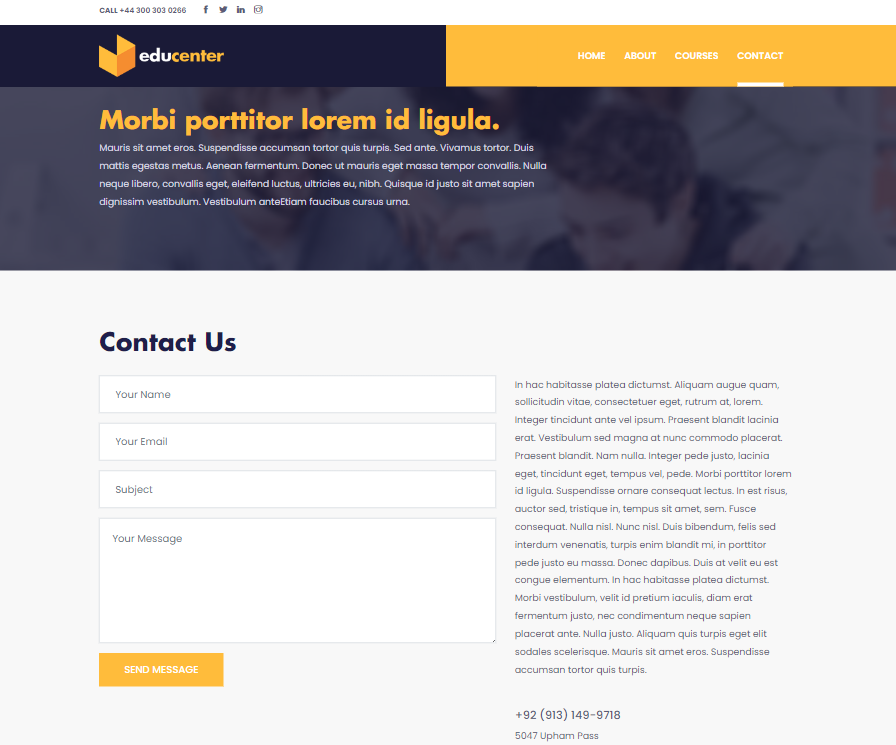 CALL +44 300 303 0266
educenter
HOME ABOUT COURSES CONTACT
Morbi porttitor lorem id ligula.
Mauris sit amet eros. Suspendisse accumsan tortor quis turpis. Sed ante. Vivamus tortor. Duis
mattis egestas metus. Aenean fermentum. Donec ut mauris eget massa tempor convallis. Nulla
neque libero, convallis eget, eleifend luctus, ultricies eu, nibh. Quisque id justo sit amet sapien
dignissim vestibulum. Vestibulum anteEtiam faucibus cursus urna.
Contact Us
Your Name
Your Email
Subject
Your Message
SEND MESSAGE
In hac habitasse platea dictumst. Aliquam augue quam,
sollicitudin vitae, consectetuer eget, rutrum at, lorem.
Integer tincidunt ante vel ipsum. Praesent blandit lacinia
erat. Vestibulum sed magna at nunc commodo placerat.
Praesent blandit. Nam nulla. Integer pede justo, lacinia
eget, tincidunt eget, tempus vel, pede. Morbi porttitor lorem
id ligula. Suspendisse ornare consequat lectus. In est risus,
auctor sed, tristique in, tempus sit amet, sem. Fusce
consequat. Nulla nisl. Nunc nisl. Duis bibendum, felis sed
interdum venenatis, turpis enim blandit mi, in porttitor
pede justo eu massa. Donec dapibus. Duis at velit eu est
congue elementum. In hac habitasse platea dictumst.
Morbi vestibulum, velit id pretium iaculis, diam erat
fermentum justo, nec condimentum neque sapien
placerat ante. Nulla justo. Aliquam quis turpis eget elit
sodales scelerisque. Mauris sit amet eros. Suspendisse
accumsan tortor quis turpis.
+92 (913) 149-9718
5047 Upham Pass